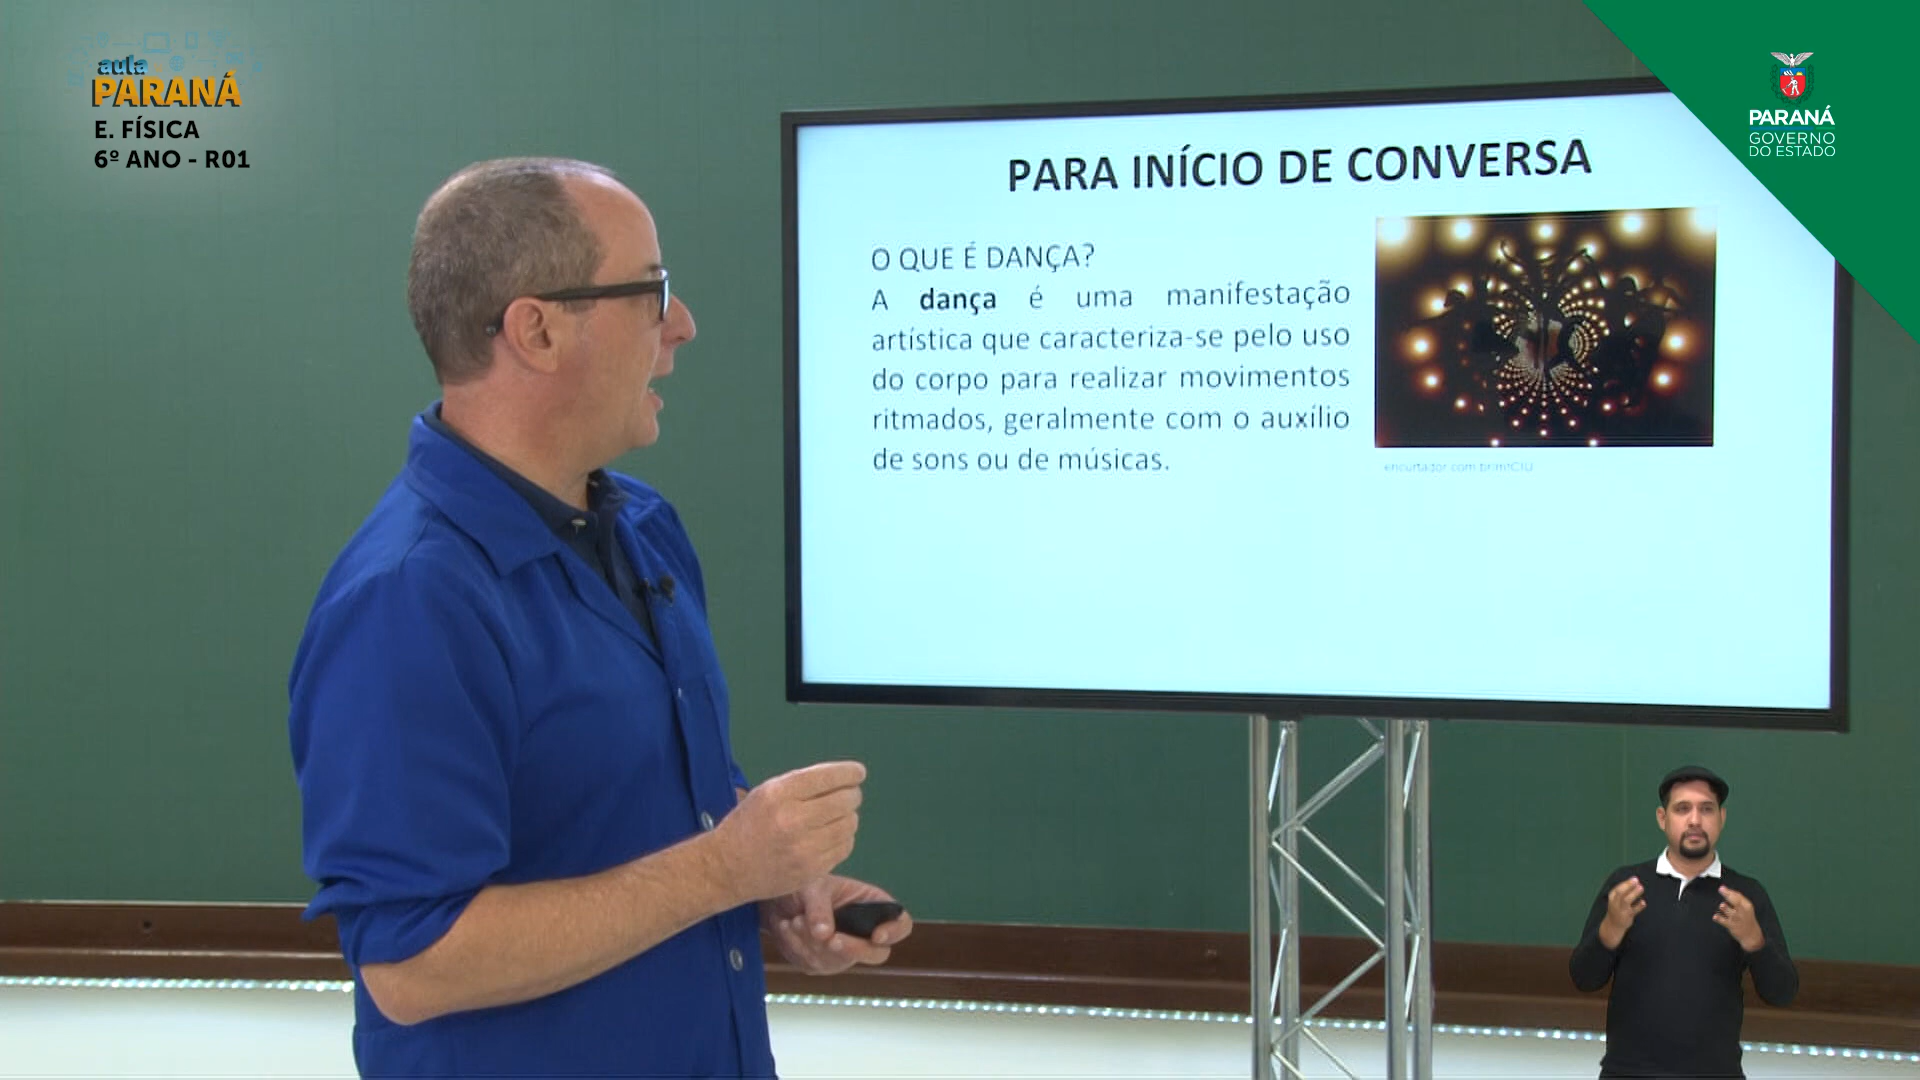 aula
PARANÁ
E. FÍSICA
6º ANO - R01
PARANÁ
GOVERNO
DO ESTADO
PARA INÍCIO DE CONVERSA
O QUE É DANÇA?
A dança é uma manifestação
artística que caracteriza-se pelo uso
do corpo para realizar movimentos
ritmados, geralmente com o auxílio
de sons ou de músicas.